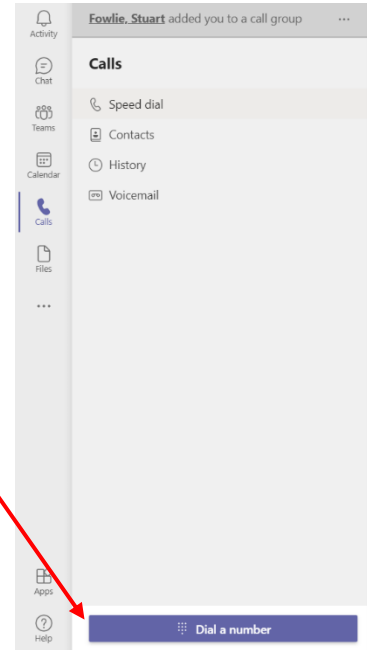 Activity
Chat
Teams
Calendar
Calls
Files
Apps
Help
Fowlie, Stuart added you to a call group
Calls
Speed dial
Contacts
History
Voicemail
Dial a number